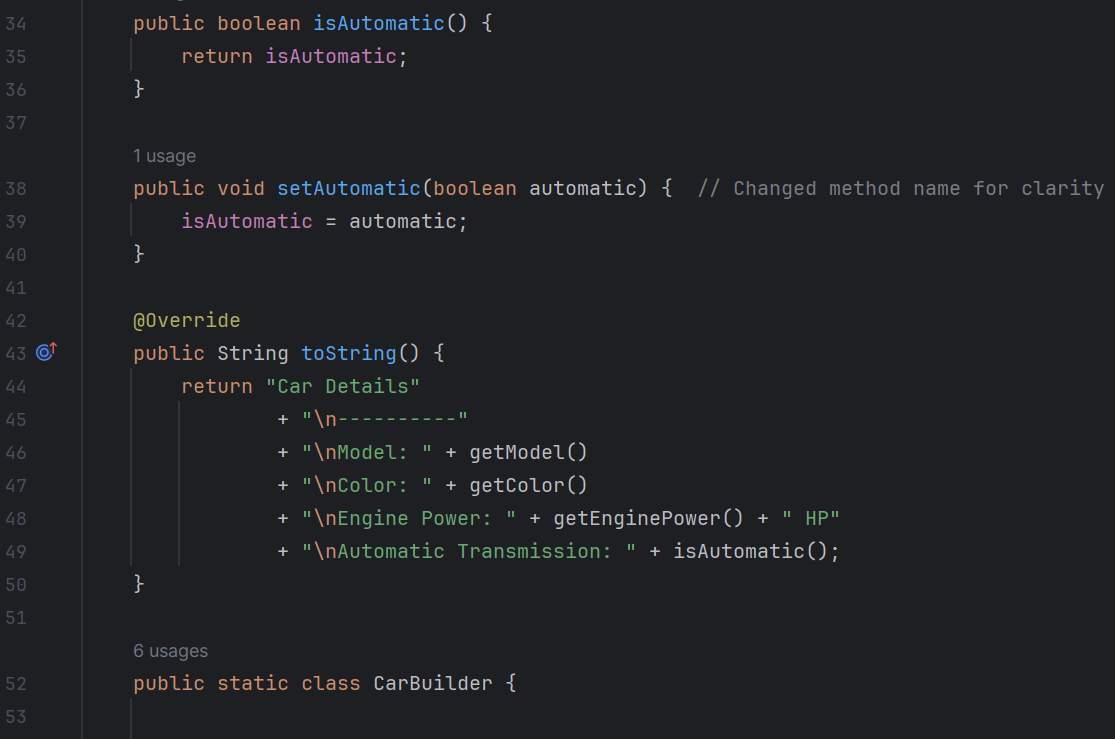 34 public boolean isAutomatic() {
35 return isAutomatic;
36 }
37
1 usage
38 public void setAutomatic(boolean automatic) {  // Changed method name for clarity
39 isAutomatic = automatic;
40 }
41
42 @Override
43 public String toString() {
44 return "Car Details"
45 + "\n----------"
46 + "\nModel: " + getModel()
47 + "\nColor: " + getColor()
48 + "\nEngine Power: " + getEnginePower() + " HP"
49 + "\nAutomatic Transmission: " + isAutomatic();
50 }
51
6 usages
52 public static class CarBuilder {
53